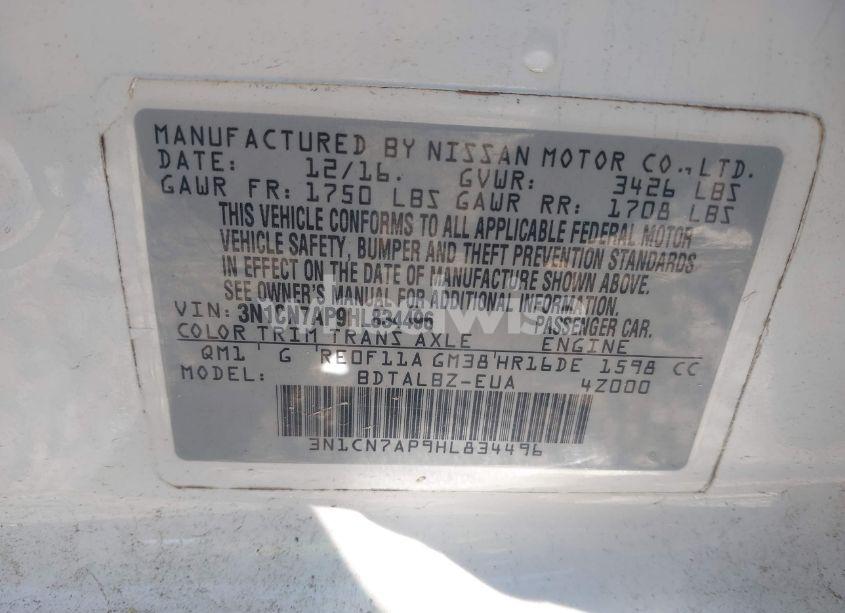 MANUFACTURED BY NISSAN MOTOR CO., LTD.
DATE: 12/16. GVWR: 3426 LBS
GAWR FR: 1750 LBS GAWR RR: 1708 LBS
THIS VEHICLE CONFORMS TO ALL APPLICABLE FEDERAL MOTOR
VEHICLE SAFETY, BUMPER AND THEFT PREVENTION STANDARDS
IN EFFECT ON THE DATE OF MANUFACTURE SHOWN ABOVE.
SEE OWNER'S MANUAL FOR ADDITIONAL INFORMATION.
VIN: 3N1CN7AP9HL834496 PASSENGER CAR.
COLOR TRIM TRANS AXLE ENGINE
QM1 G RE0F11A GM38 HR16DE 1598 CC
MODEL: BDTALBZ-EUA 4Z000
3N1CN7AP9HL834496